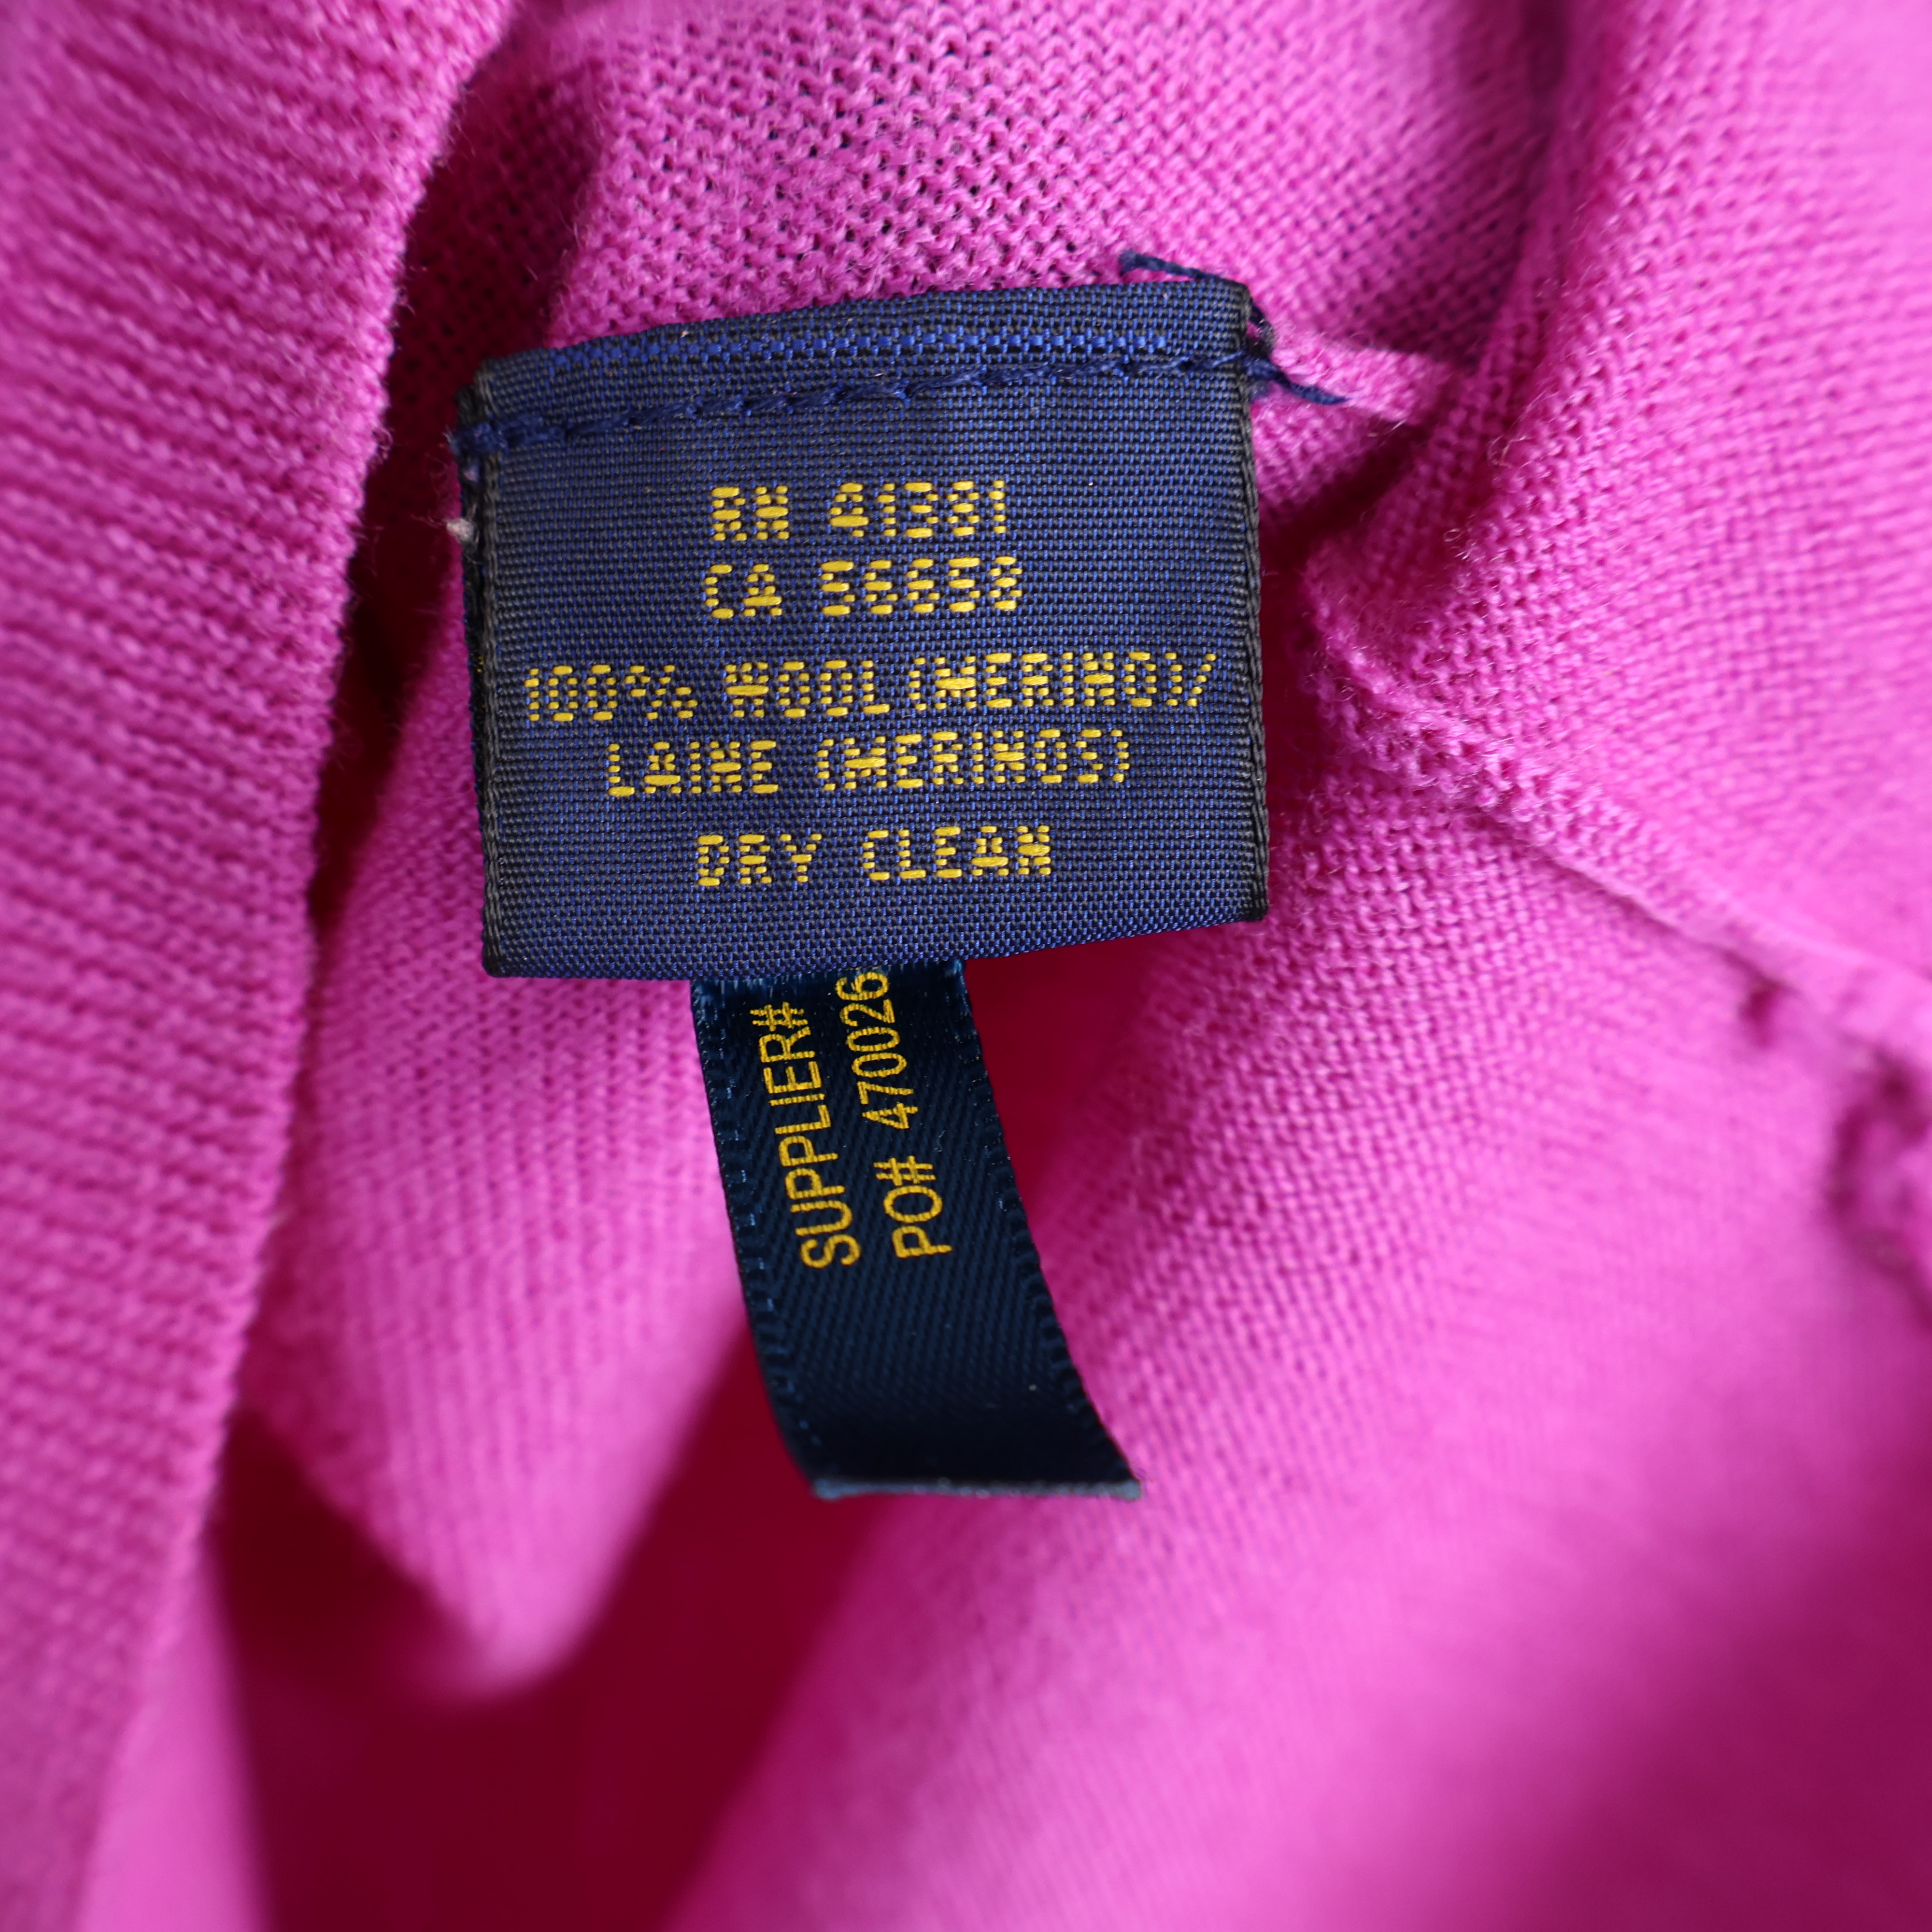 RN 41381
CA 56658
100% WOOL(MERINO)/
LAINE (MERINOS)
DRY CLEAN
SUPPLIER#
PO# 470026